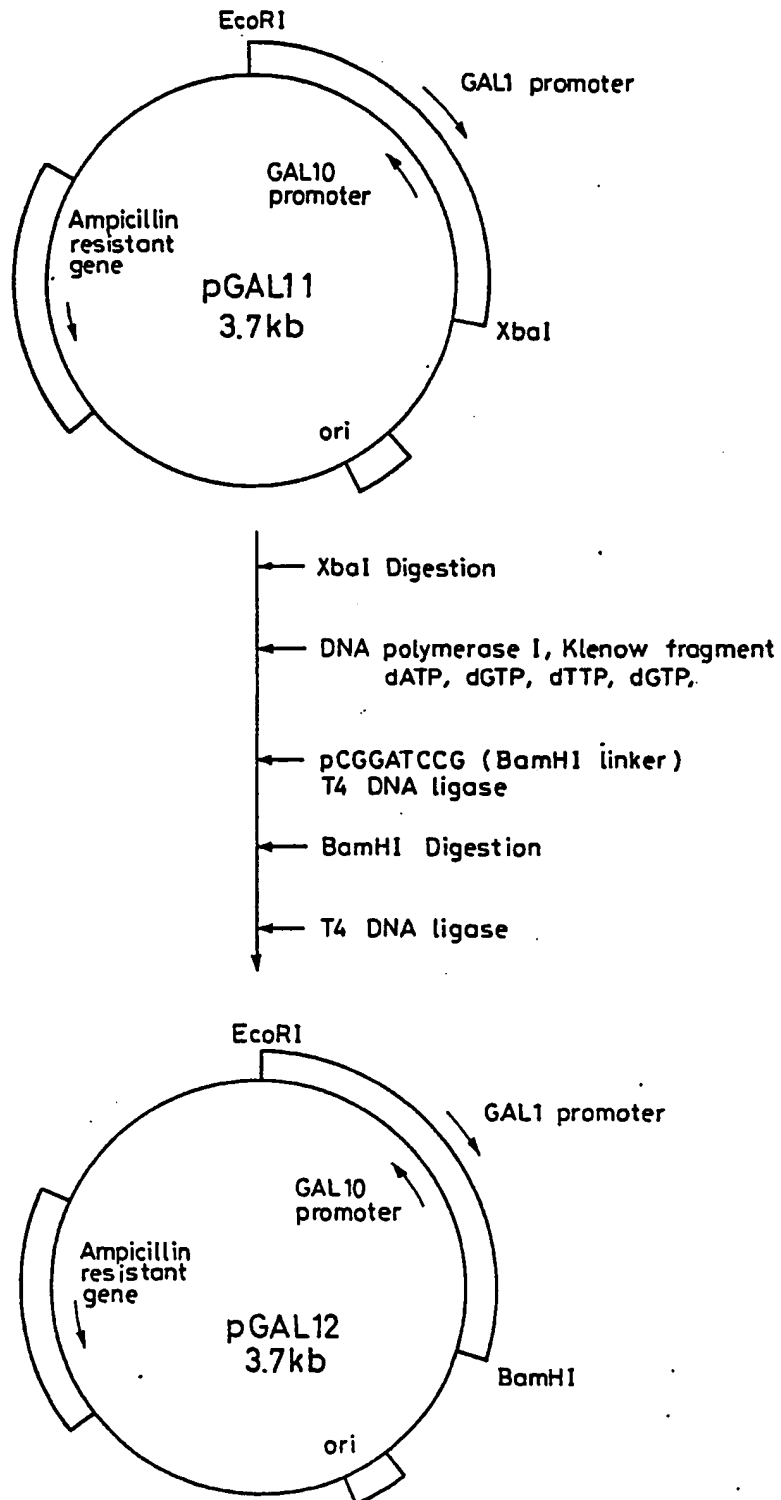 EcoRI
GAL1 promoter
GAL10
promoter
Ampicillin
resistant
gene
pGAL11
3.7kb
XbaI
ori
XbaI Digestion
DNA polymerase I, Klenow fragment
dATP, dGTP, dTTP, dGTP,
pCGGATCCG (BamHI linker)
T4 DNA ligase
BamHI Digestion
T4 DNA ligase
EcoRI
GAL1 promoter
GAL10
promoter
Ampicillin
resistant
gene
pGAL12
3.7kb
BamHI
ori